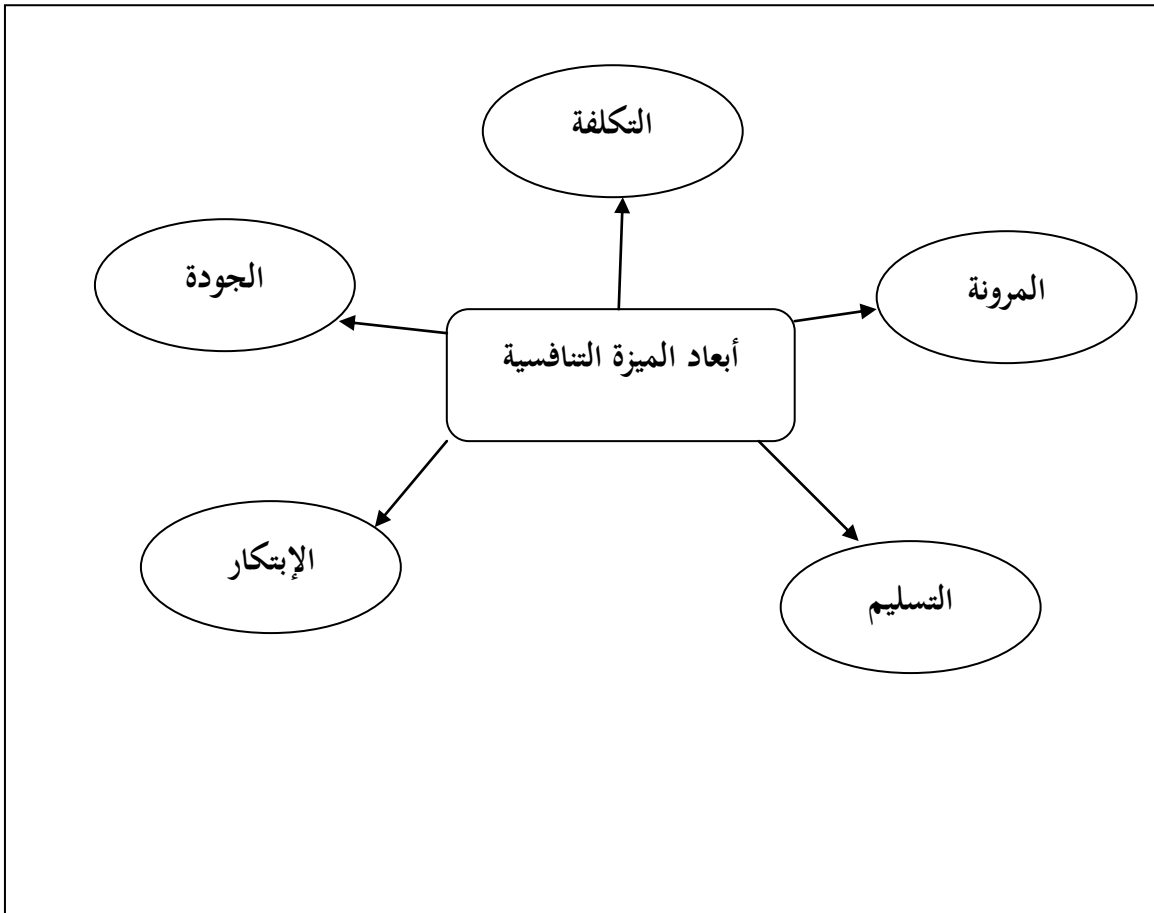 التكلفة
المرونة
الجودة
أبعاد الميزة التنافسية
الإبتكار
التسليم